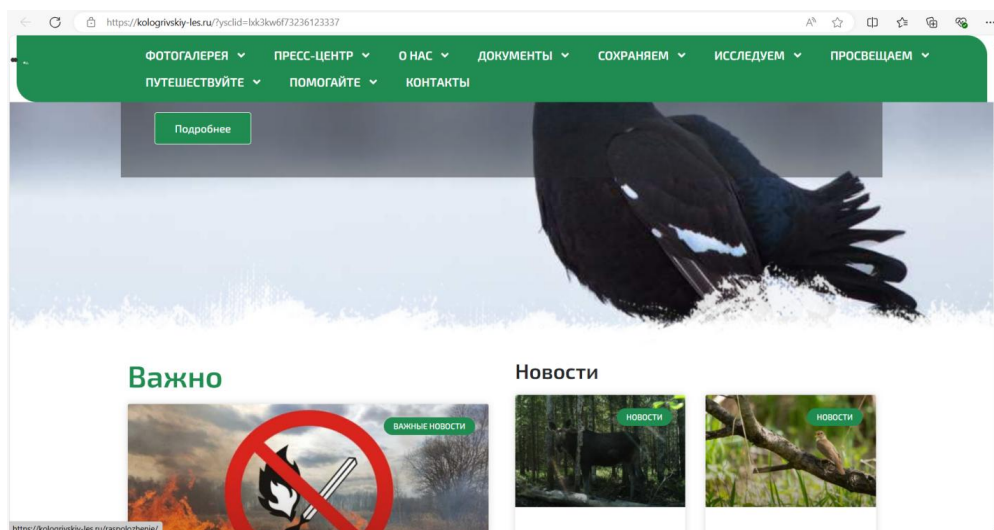 https://kologrivskiy-les.ru/?ysclid=lxk3kw6f73236123337
ФОТОГАЛЕРЕЯ ПРЕСС-ЦЕНТР О НАС ДОКУМЕНТЫ СОХРАНЯЕМ ИССЛЕДУЕМ ПРОСВЕЩАЕМ
ПУТЕШЕСТВУЙТЕ ПОМОГАЙТЕ КОНТАКТЫ
Подробнее
Важно
ВАЖНЫЕ НОВОСТИ
Новости
НОВОСТИ
НОВОСТИ
https://kologrivskiy-les.ru/raspolozhenie/